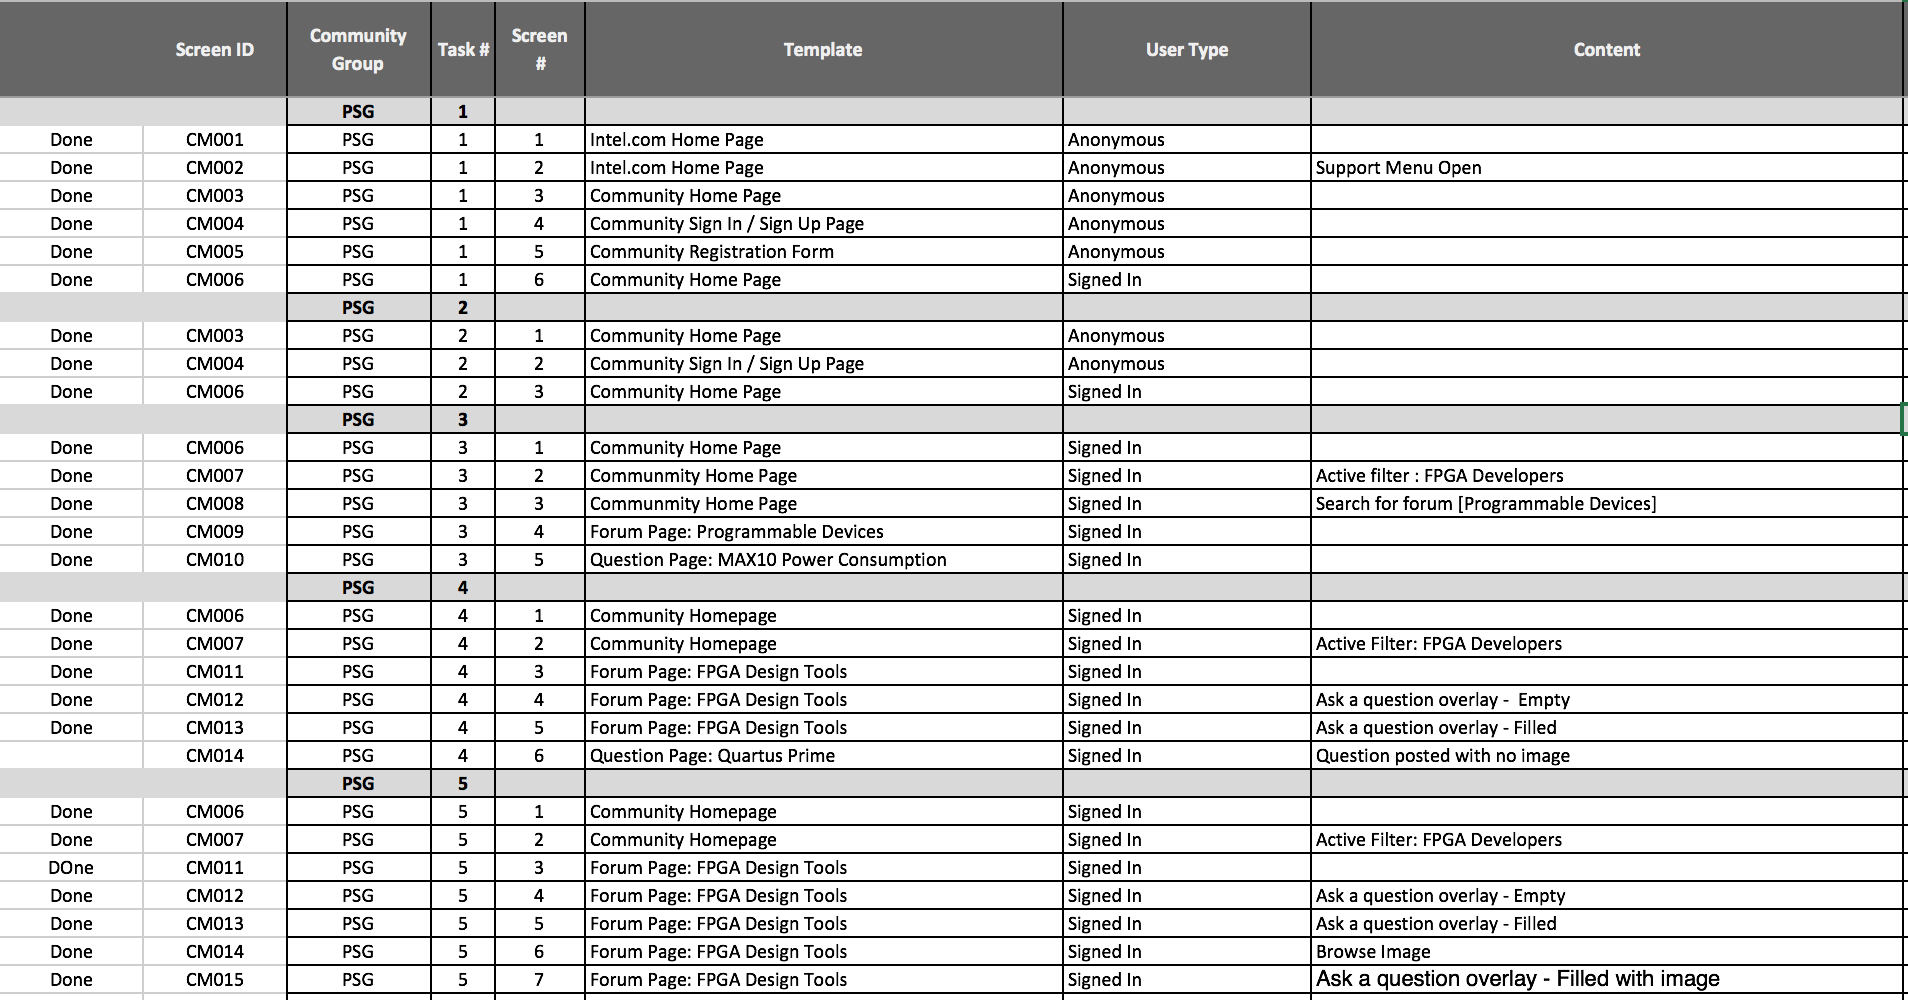 Screen ID Community Group Task # Screen # Template User Type Content
PSG 1
Done CM001 PSG 1 1 Intel.com Home Page Anonymous
Done CM002 PSG 1 2 Intel.com Home Page Anonymous Support Menu Open
Done CM003 PSG 1 3 Community Home Page Anonymous
Done CM004 PSG 1 4 Community Sign In / Sign Up Page Anonymous
Done CM005 PSG 1 5 Community Registration Form Anonymous
Done CM006 PSG 1 6 Community Home Page Signed In
PSG 2
Done CM003 PSG 2 1 Community Home Page Anonymous
Done CM004 PSG 2 2 Community Sign In / Sign Up Page Anonymous
Done CM006 PSG 2 3 Community Home Page Signed In
PSG 3
Done CM006 PSG 3 1 Community Home Page Signed In
Done CM007 PSG 3 2 Communmity Home Page Signed In Active filter : FPGA Developers
Done CM008 PSG 3 3 Communmity Home Page Signed In Search for forum [Programmable Devices]
Done CM009 PSG 3 4 Forum Page: Programmable Devices Signed In
Done CM010 PSG 3 5 Question Page: MAX10 Power Consumption Signed In
PSG 4
Done CM006 PSG 4 1 Community Homepage Signed In
Done CM007 PSG 4 2 Community Homepage Signed In Active Filter: FPGA Developers
Done CM011 PSG 4 3 Forum Page: FPGA Design Tools Signed In
Done CM012 PSG 4 4 Forum Page: FPGA Design Tools Signed In Ask a question overlay -  Empty
Done CM013 PSG 4 5 Forum Page: FPGA Design Tools Signed In Ask a question overlay - Filled
CM014 PSG 4 6 Question Page: Quartus Prime Signed In Question posted with no image
PSG 5
Done CM006 PSG 5 1 Community Homepage Signed In
Done CM007 PSG 5 2 Community Homepage Signed In Active Filter: FPGA Developers
DOne CM011 PSG 5 3 Forum Page: FPGA Design Tools Signed In
Done CM012 PSG 5 4 Forum Page: FPGA Design Tools Signed In Ask a question overlay - Empty
Done CM013 PSG 5 5 Forum Page: FPGA Design Tools Signed In Ask a question overlay - Filled
Done CM014 PSG 5 6 Forum Page: FPGA Design Tools Signed In Browse Image
Done CM015 PSG 5 7 Forum Page: FPGA Design Tools Signed In Ask a question overlay - Filled with image